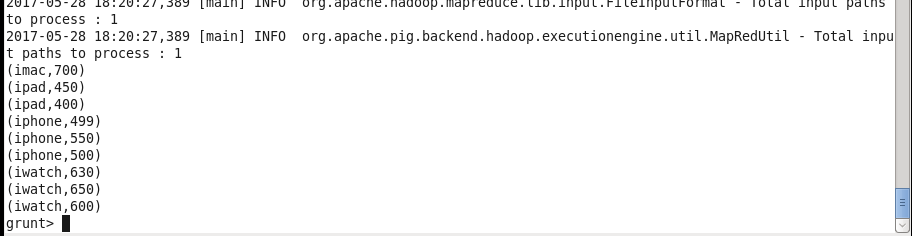 2017-05-28 18:20:27,389 [main] INFO  org.apache.hadoop.mapreduce.lib.input.FileInputFormat - Total input paths
to process : 1
2017-05-28 18:20:27,389 [main] INFO  org.apache.pig.backend.hadoop.executionengine.util.MapRedUtil - Total inpu
t paths to process : 1
(imac,700)
(ipad,450)
(ipad,400)
(iphone,499)
(iphone,550)
(iphone,500)
(iwatch,630)
(iwatch,650)
(iwatch,600)
grunt>